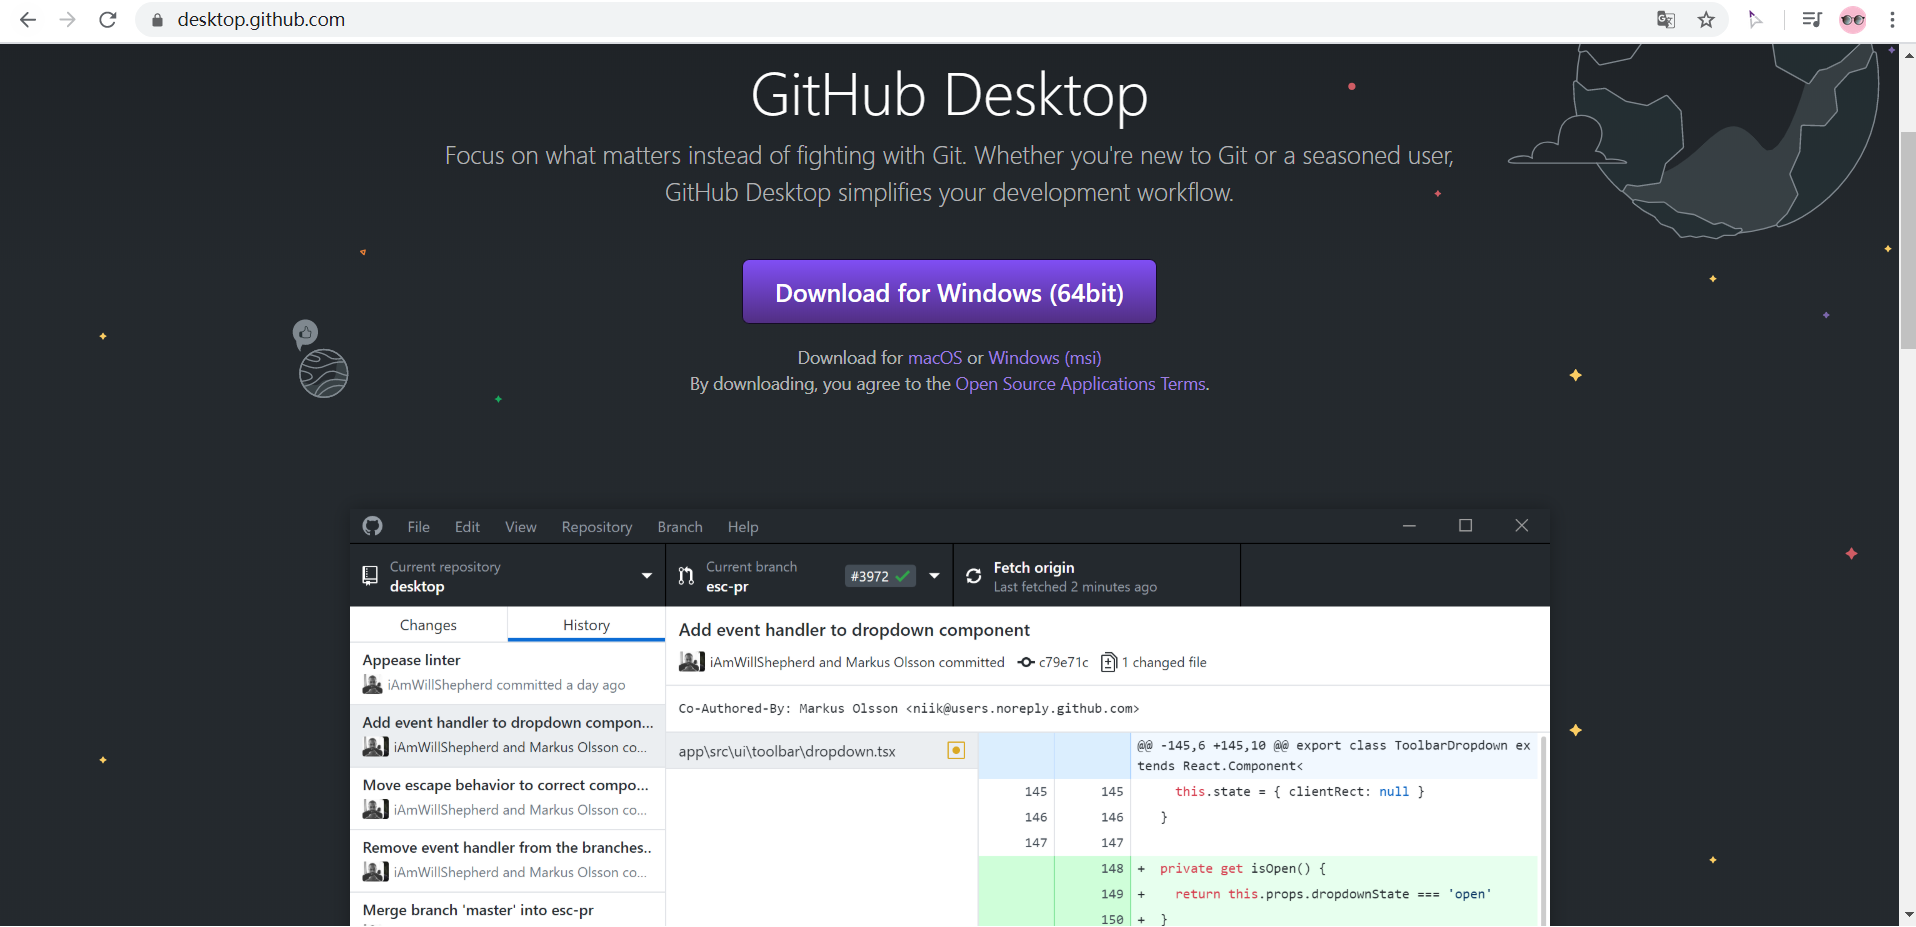 desktop.github.com
GitHub Desktop
Focus on what matters instead of fighting with Git. Whether you're new to Git or a seasoned user,
GitHub Desktop simplifies your development workflow.
Download for Windows (64bit)
Download for macOS or Windows (msi)
By downloading, you agree to the Open Source Applications Terms.
File Edit View Repository Branch Help
Current repository
desktop
Current branch
esc-pr
#3972
Fetch origin
Last fetched 2 minutes ago
Changes
History
Appease linter
iAmWillShepherd committed a day ago
Add event handler to dropdown compon...
iAmWillShepherd and Markus Olsson co...
Move escape behavior to correct compo...
iAmWillShepherd and Markus Olsson co...
Remove event handler from the branches..
iAmWillShepherd and Markus Olsson co...
Merge branch 'master' into esc-pr
Add event handler to dropdown component
iAmWillShepherd and Markus Olsson committed c79e71c 1 changed file
Co-Authored-By: Markus Olsson <niik@users.noreply.github.com>
app\src\ui\toolbar\dropdown.tsx
@@ -145,6 +145,10 @@ export class ToolbarDropdown ex
tends React.Component<
145 145 this.state = { clientRect: null }
146 146 }
147 147
148 + private get isOpen() {
149 + return this.props.dropdownState === 'open'
150 + }